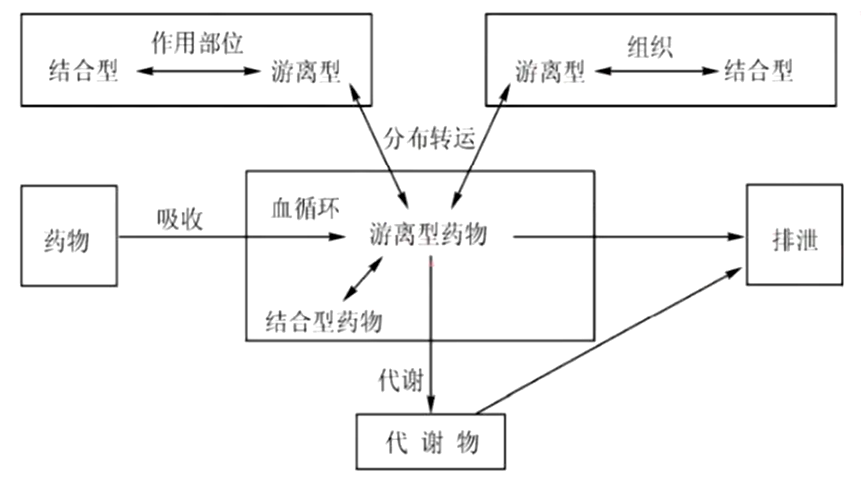 作用部位
结合型
游离型
组织
游离型
结合型
分布转运
药物
吸收
血循环
游离型药物
排泄
结合型药物
代谢
代谢物